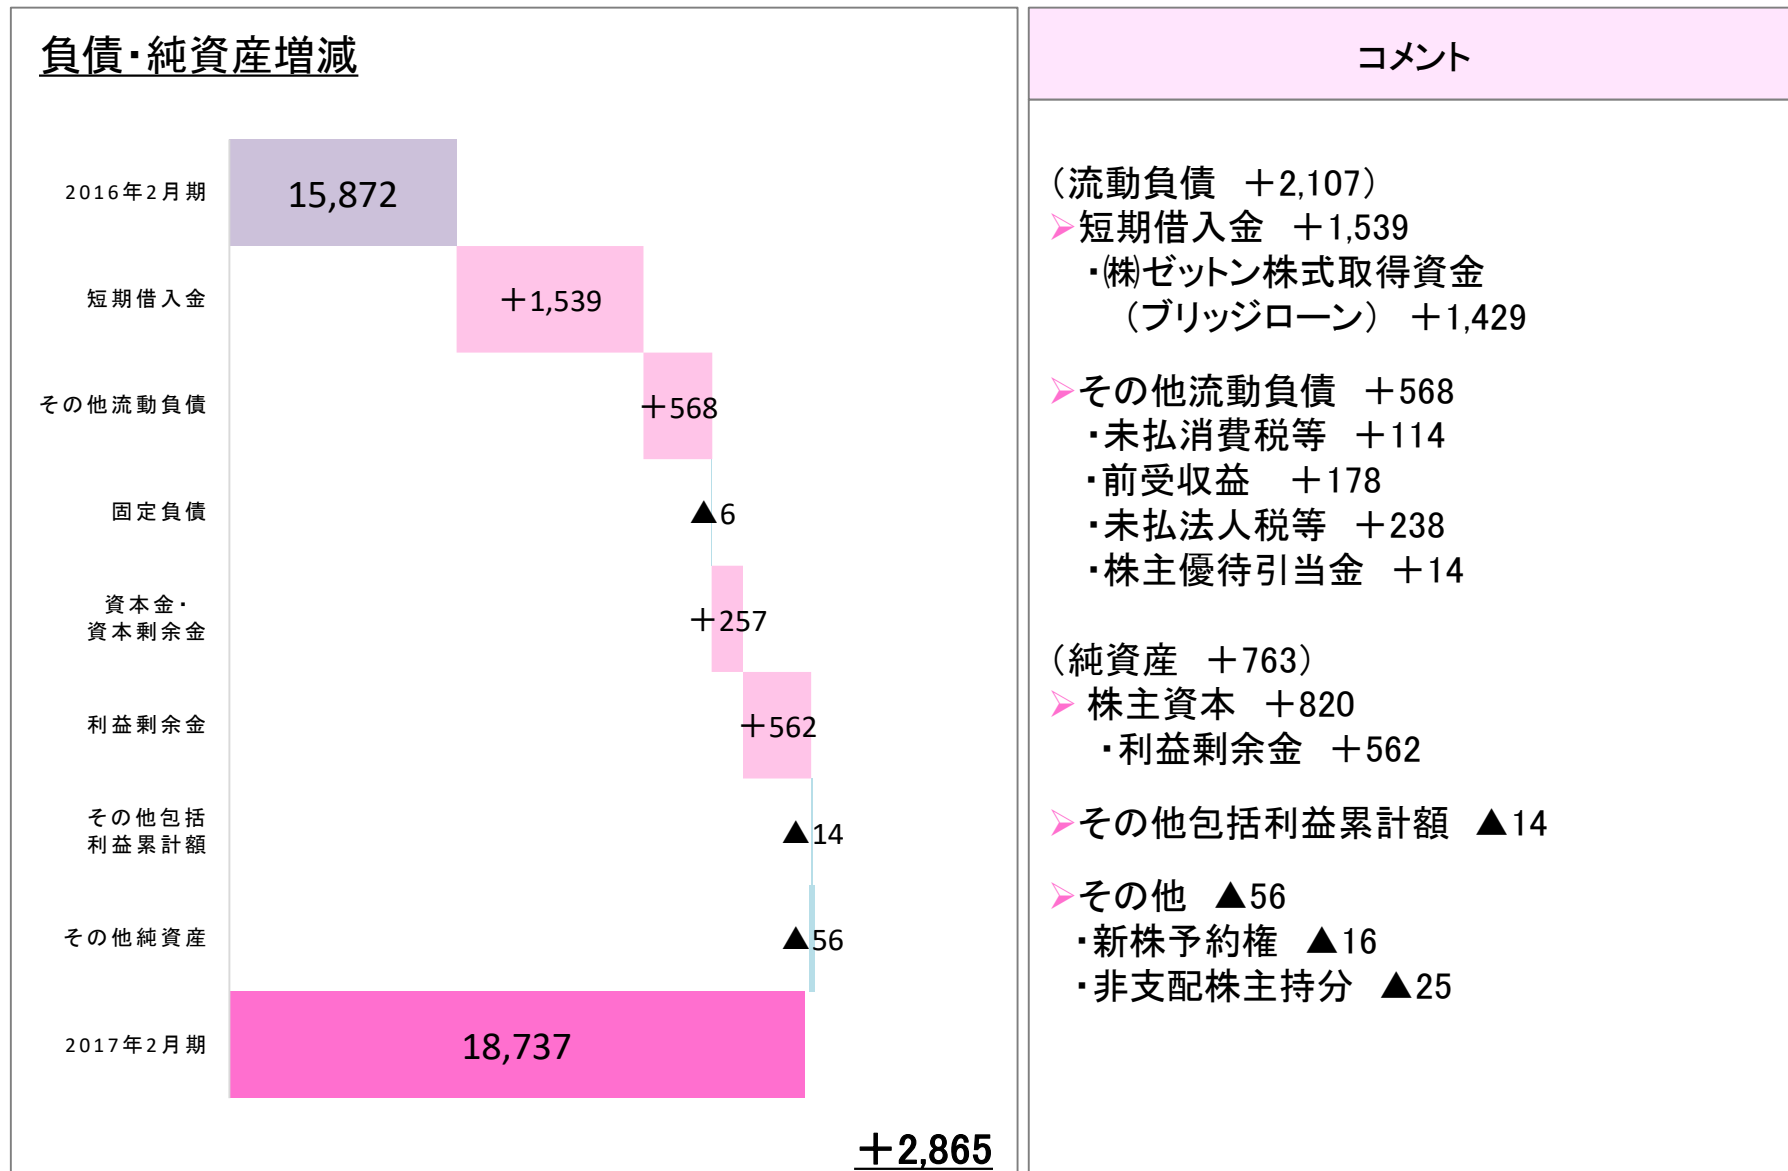 負債・純資産増減
2016年2月期
15,872
短期借入金
＋1,539
その他流動負債
＋568
固定負債
▲6
資本金・
資本剰余金
＋257
利益剰余金
＋562
その他包括
利益累計額
▲14
その他純資産
▲56
2017年2月期
18,737
＋2,865
コメント
（流動負債　＋2,107）
➢短期借入金　＋1,539
・㈱ゼットン株式取得資金
（ブリッジローン）　＋1,429
➢その他流動負債　＋568
・未払消費税等　＋114
・前受収益　＋178
・未払法人税等　＋238
・株主優待引当金　＋14
（純資産　＋763）
➢ 株主資本　＋820
・利益剰余金　＋562
➢その他包括利益累計額　▲14
➢その他　▲56
・新株予約権　▲16
・非支配株主持分　▲25